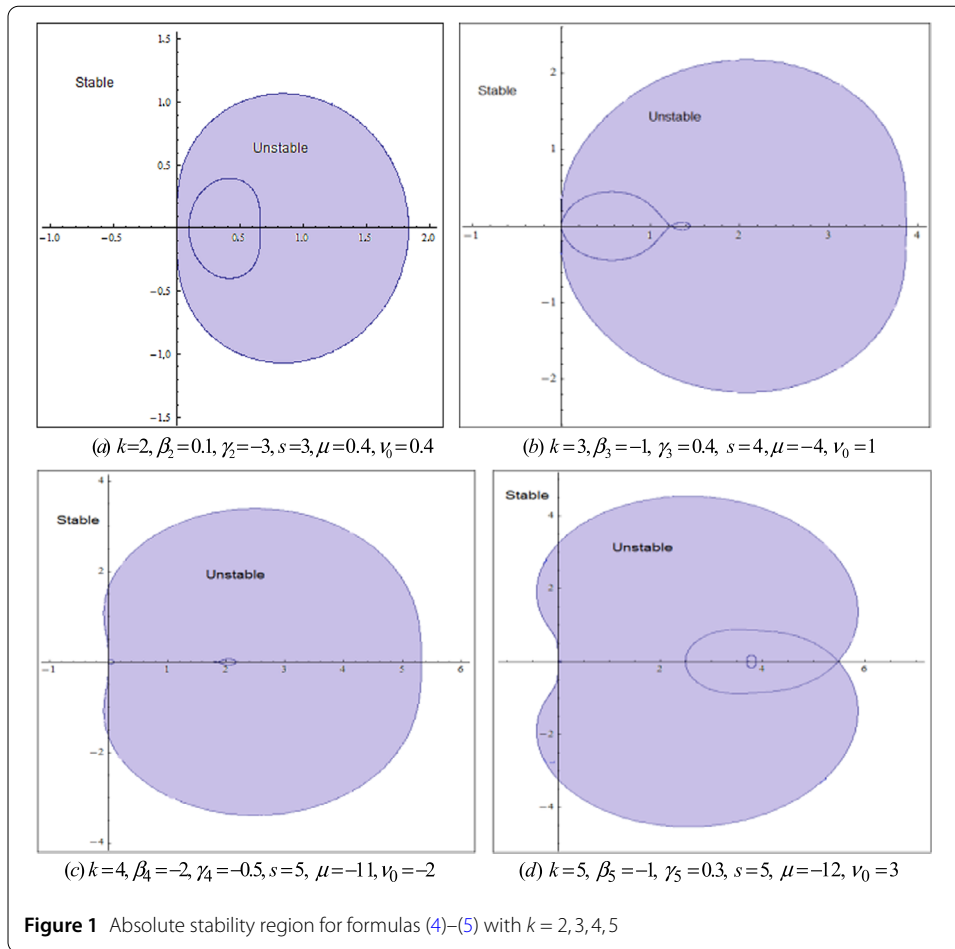 1.5
Stable
1.0
Unstable
0.5
-1.0 -0.5 0.5 1.0 1.5 2.0
-0.5
-1.0
-1.5
(a) k=2, β₂=0.1, γ₂=−3, s=3, μ=0.4, ν₀=0.4
2
Stable
Unstable
1
-1 1 2 3 4
-1
-2
(b) k=3, β₃=−1, γ₃=0.4, s=4, μ=−4, ν₀=1
4
Stable
2
Unstable
-1 1 2 3 4 5 6
-2
-4
(c) k=4, β₄=−2, γ₄=−0.5, s=5, μ=−11, ν₀=−2
Stable
4
Unstable
2
2 4 6
-2
-4
(d) k=5, β₅=−1, γ₅=0.3, s=5, μ=−12, ν₀=3
Figure 1 Absolute stability region for formulas (4)–(5) with k = 2, 3, 4, 5